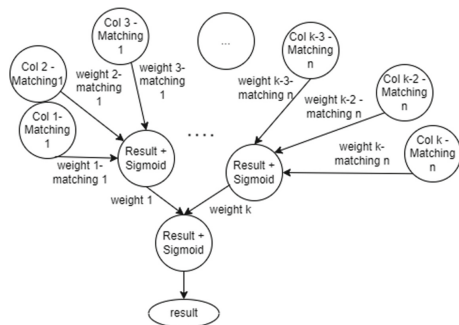 Col 3 -
Matching
1
...
Col k-3 -
Matching
n
Col 2 -
Matching1
weight 2-
matching
1
weight 3-
matching
1
weight k-3-
matching n
Col k-2 -
Matching
n
weight k-2 -
matching n
Col 1-
Matching
1
....
Col k -
Matching
n
weight k-
matching n
weight 1-
matching 1
Result +
Sigmoid
Result +
Sigmoid
weight 1
weight k
Result +
Sigmoid
result